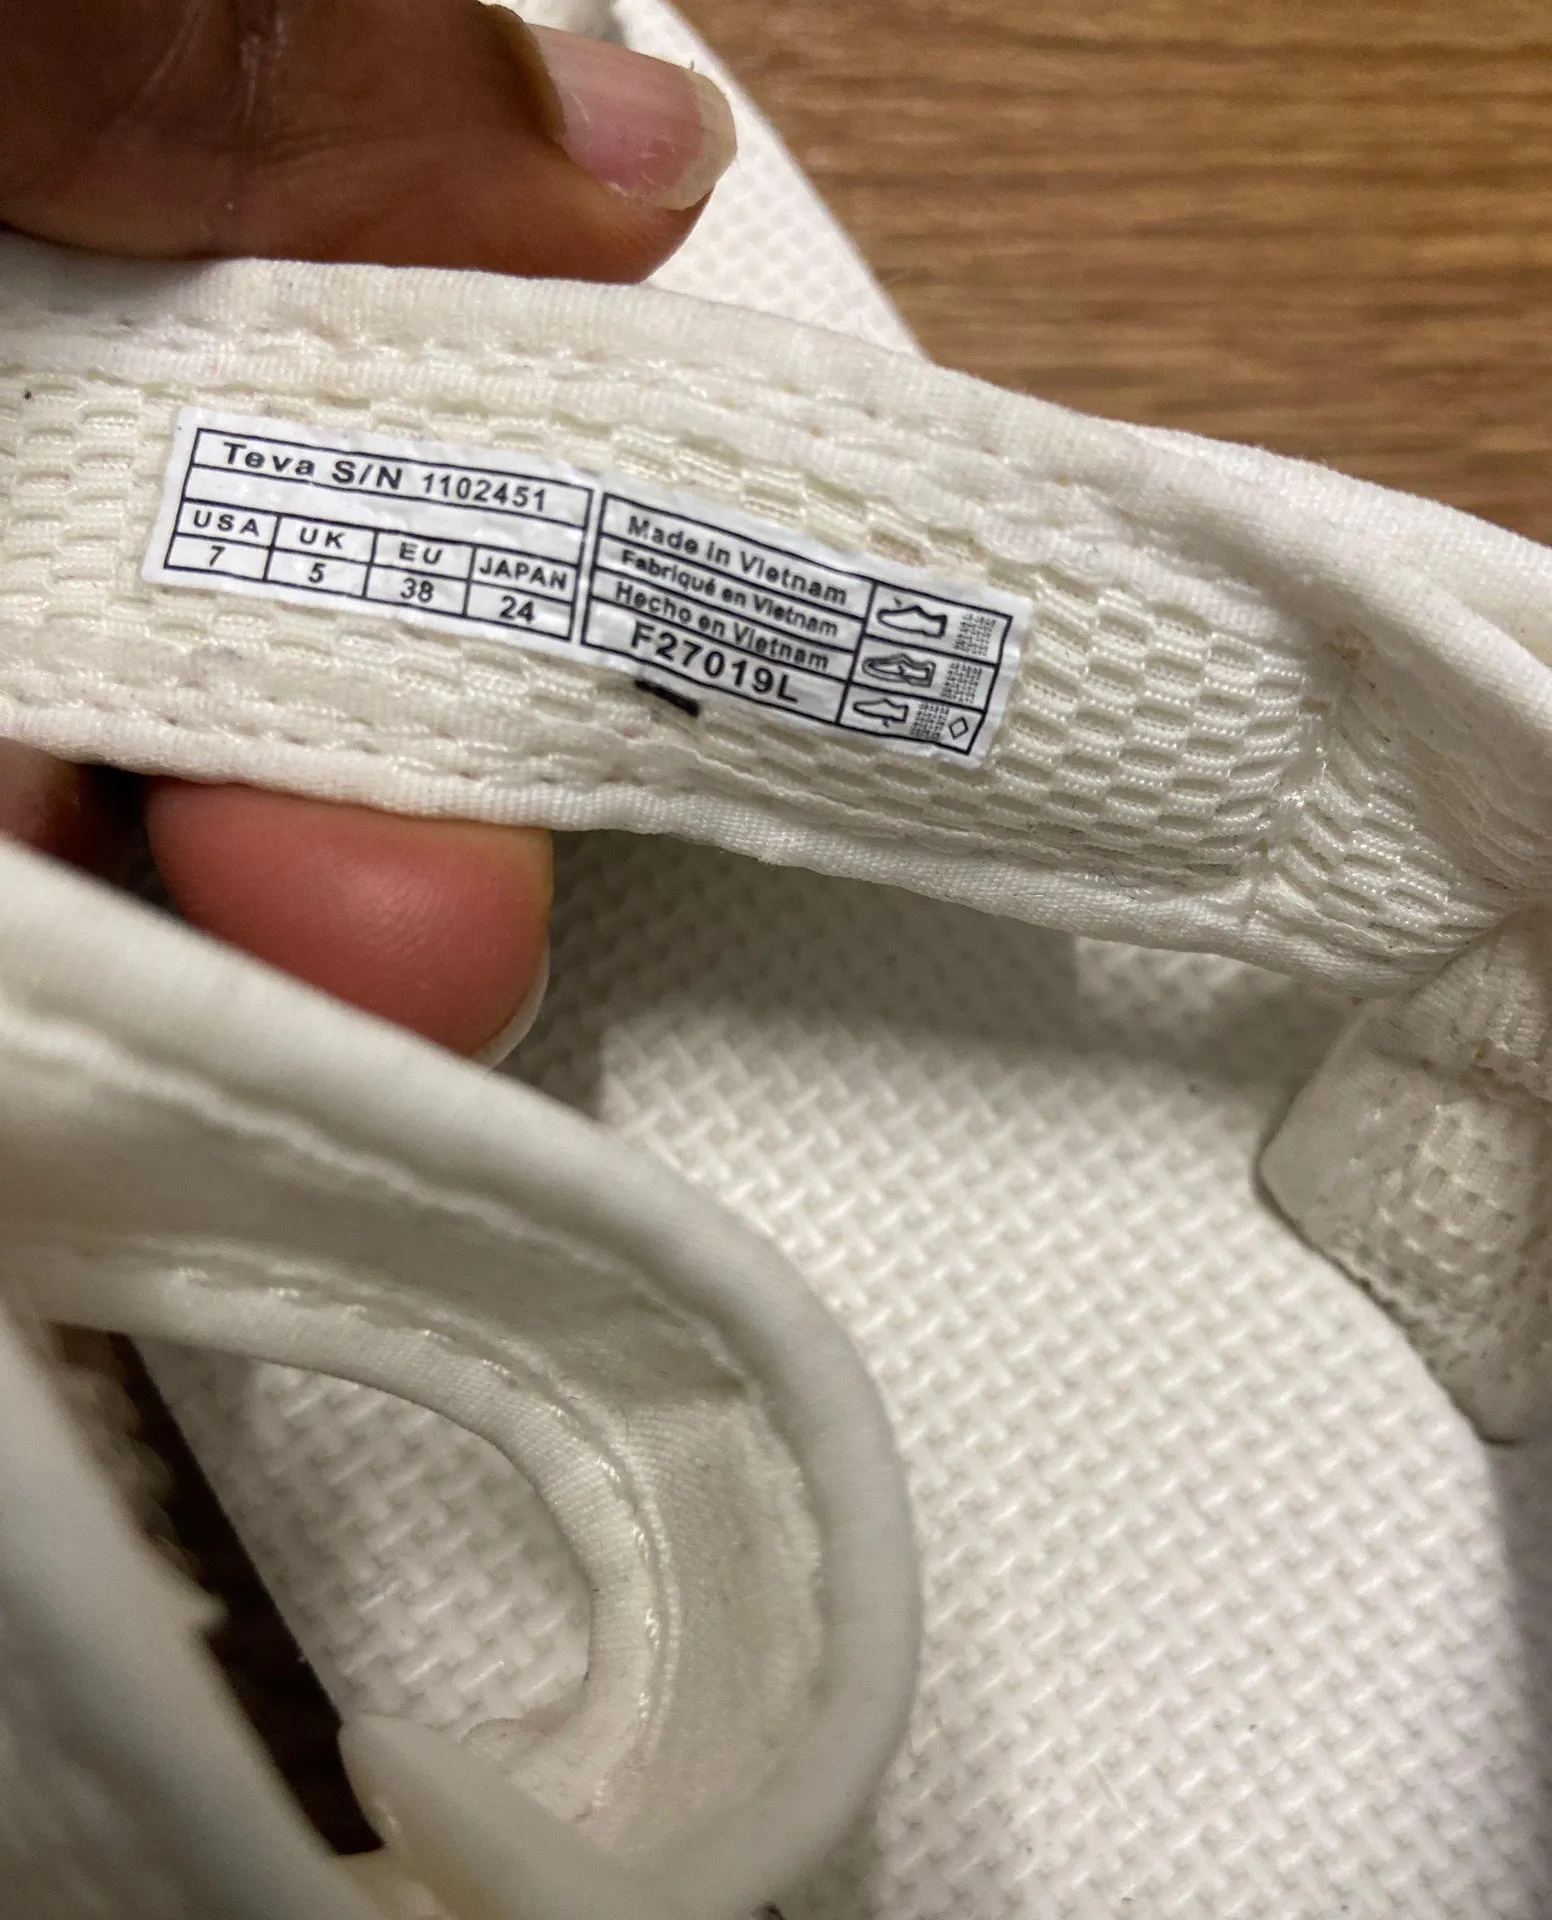 Teva S/N 1102451
USA UK EU JAPAN
7 5 38 24
Made in Vietnam
Fabriqué en Vietnam
Hecho en Vietnam
F27019L